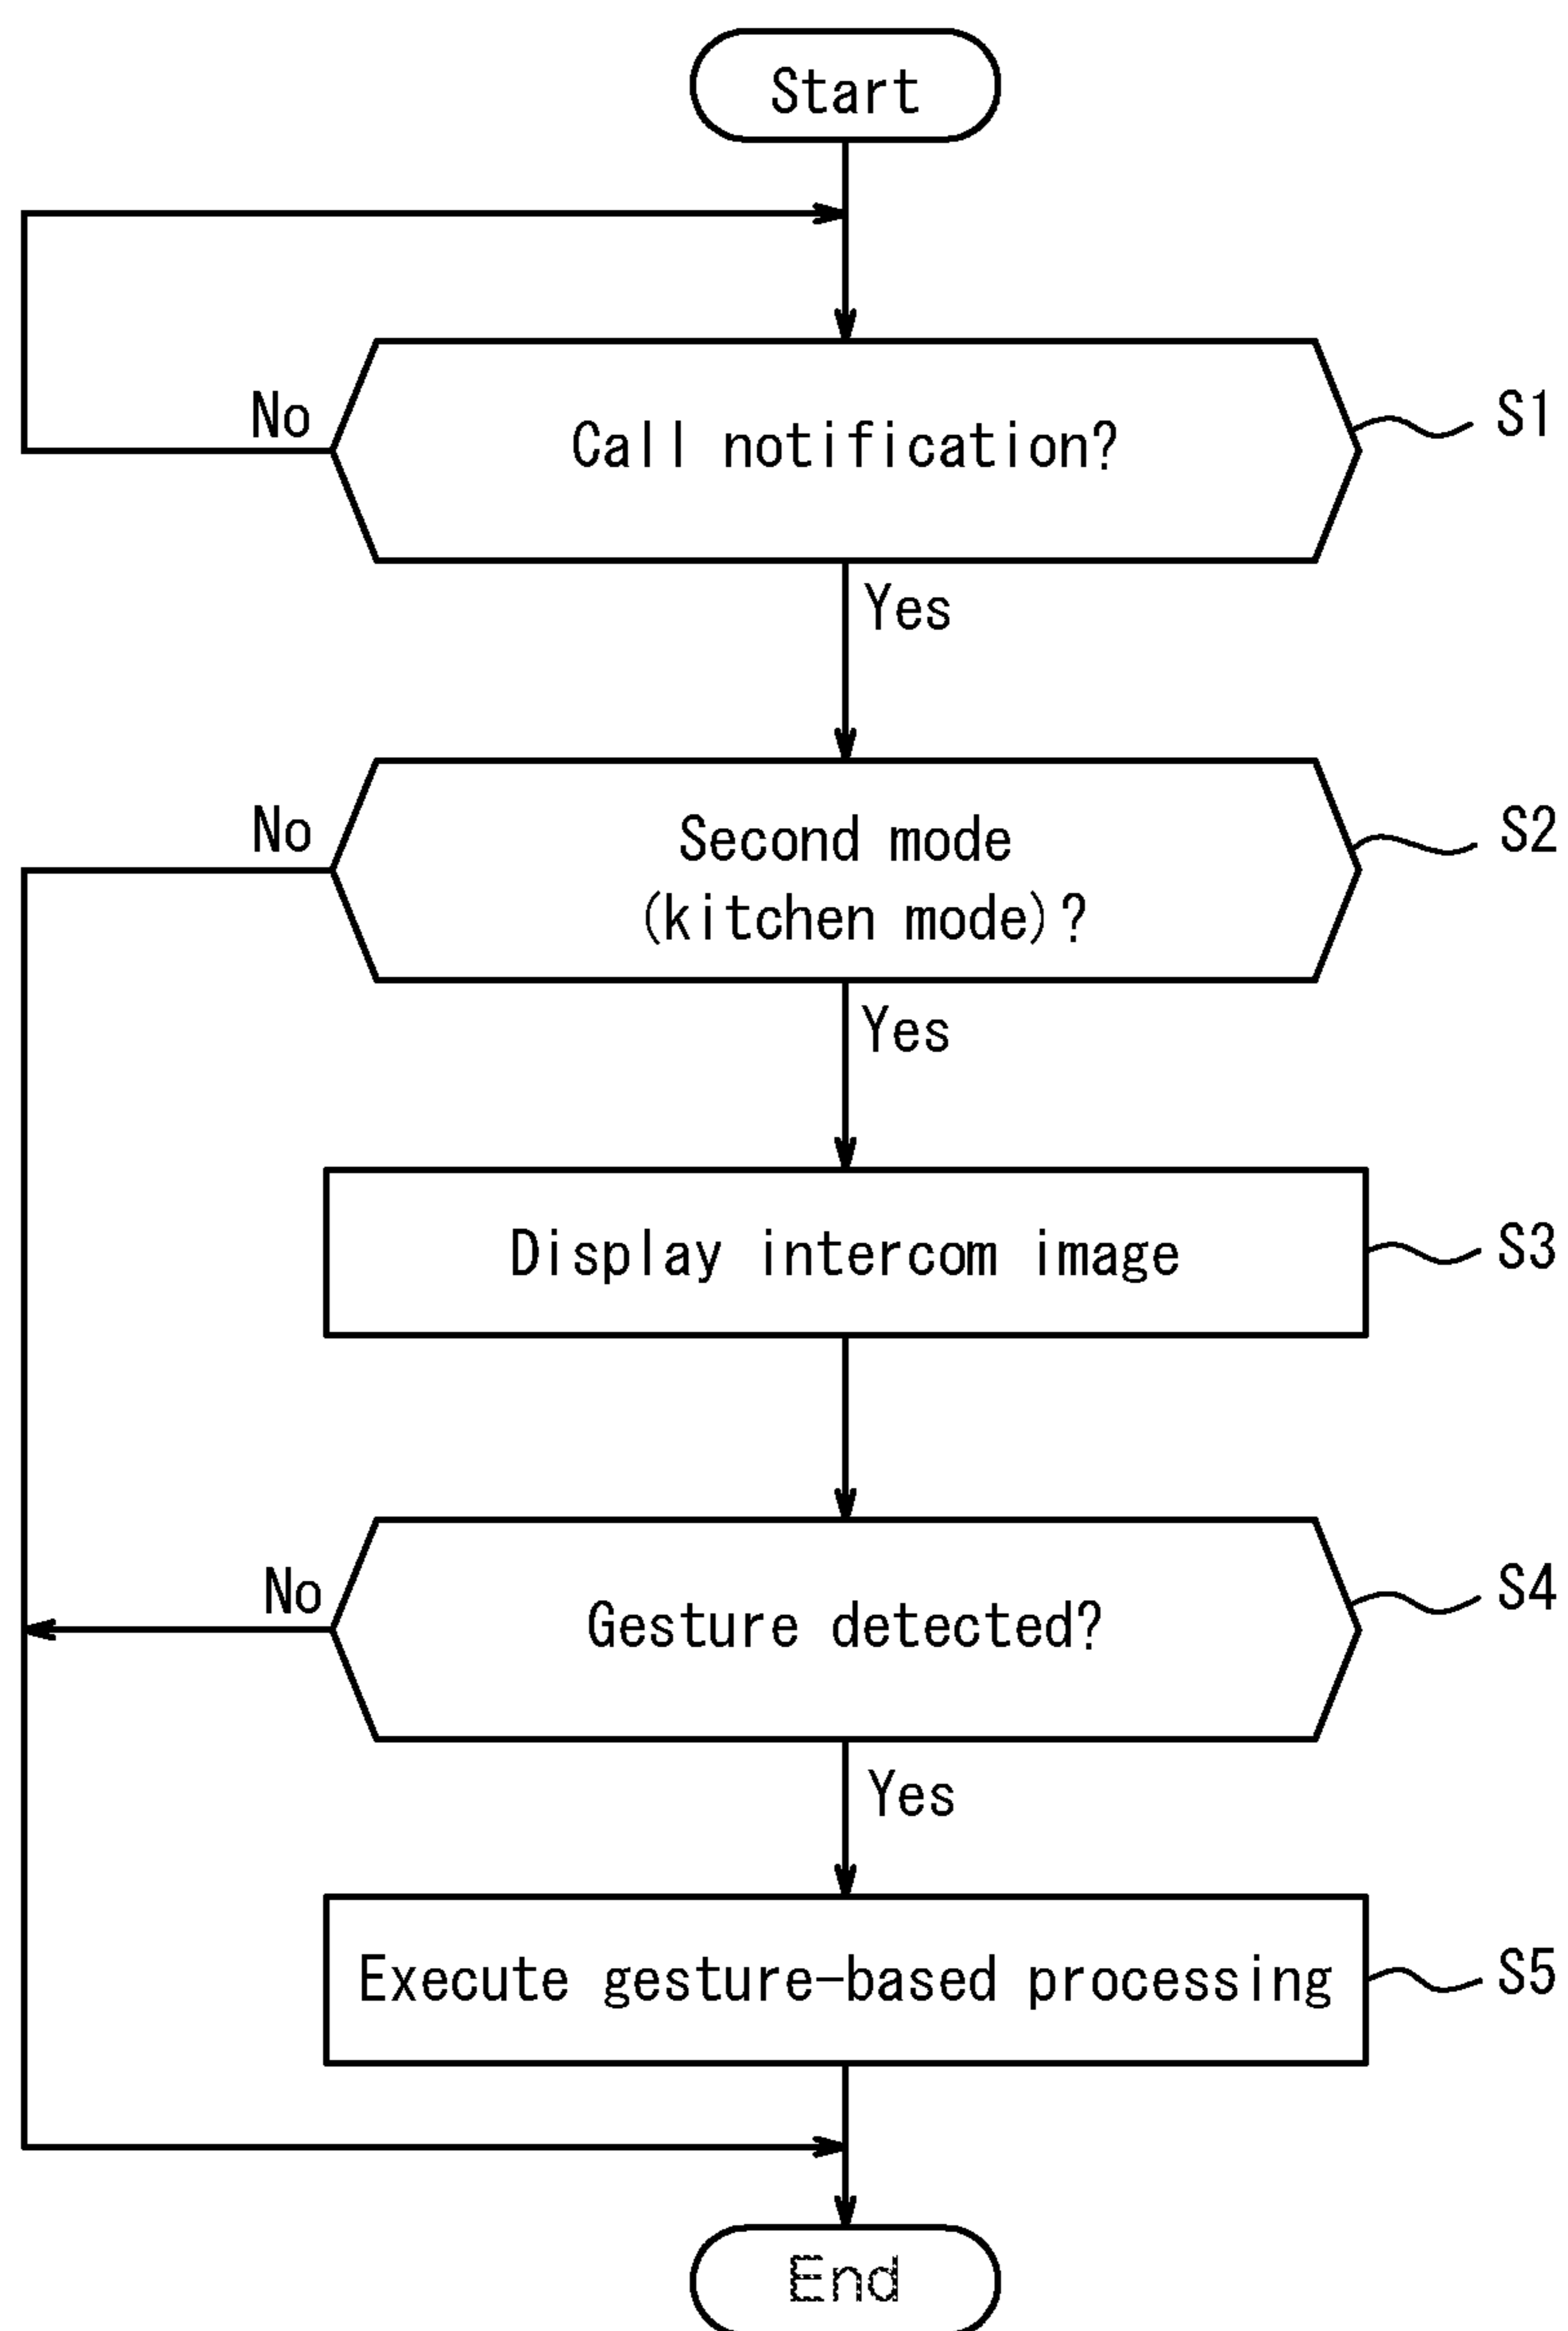 Start
No
Call notification?
S1
Yes
No
Second mode
(kitchen mode)?
S2
Yes
Display intercom image
S3
No
Gesture detected?
S4
Yes
Execute gesture-based processing
S5
End